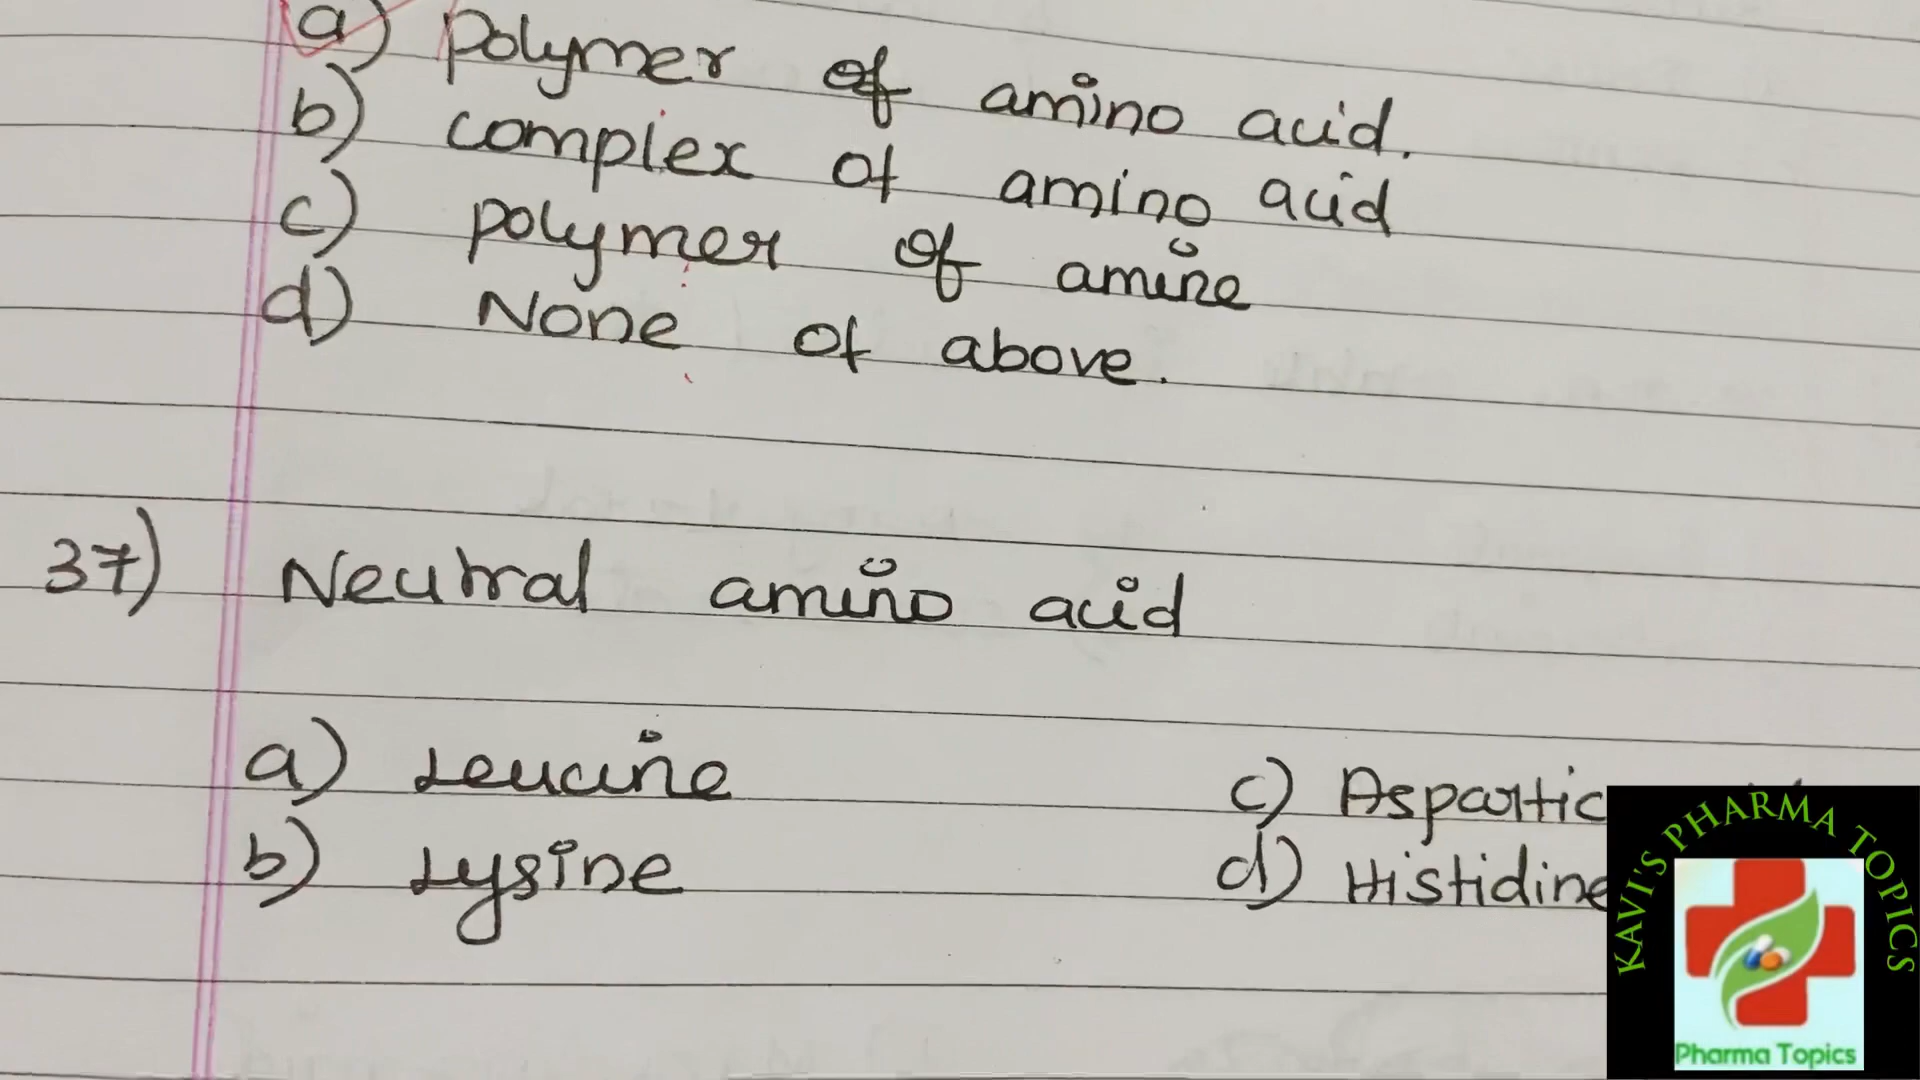 a) Polymer of amino acid.
b) complex of amino acid
c) polymer of amine
d) None of above.
37) Neutral amino acid
a) Leucine
c) Aspartic
b) Lysine
d) Histidine
KAVI'S PHARMA TOPICS
Pharma Topics